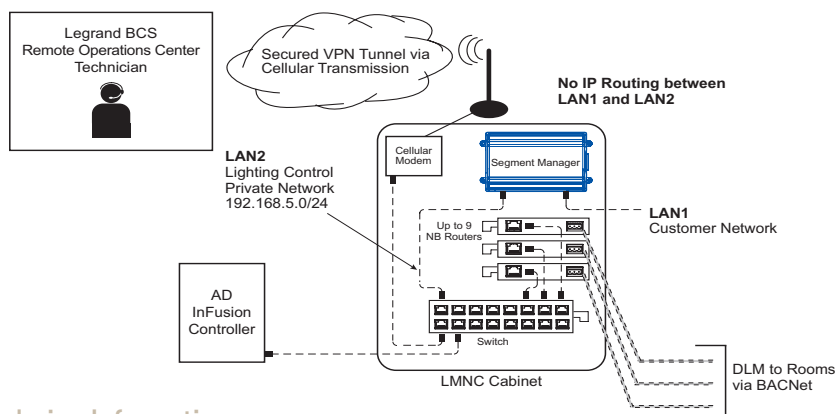 Legrand BCS
Remote Operations Center
Technician
Secured VPN Tunnel via
Cellular Transmission
No IP Routing between
LAN1 and LAN2
Cellular
Modem
Segment Manager
LAN2
Lighting Control
Private Network
192.168.5.0/24
LAN1
Customer Network
Up to 9
NB Routers
AD
InFusion
Controller
Switch
LMNC Cabinet
DLM to Rooms
via BACNet